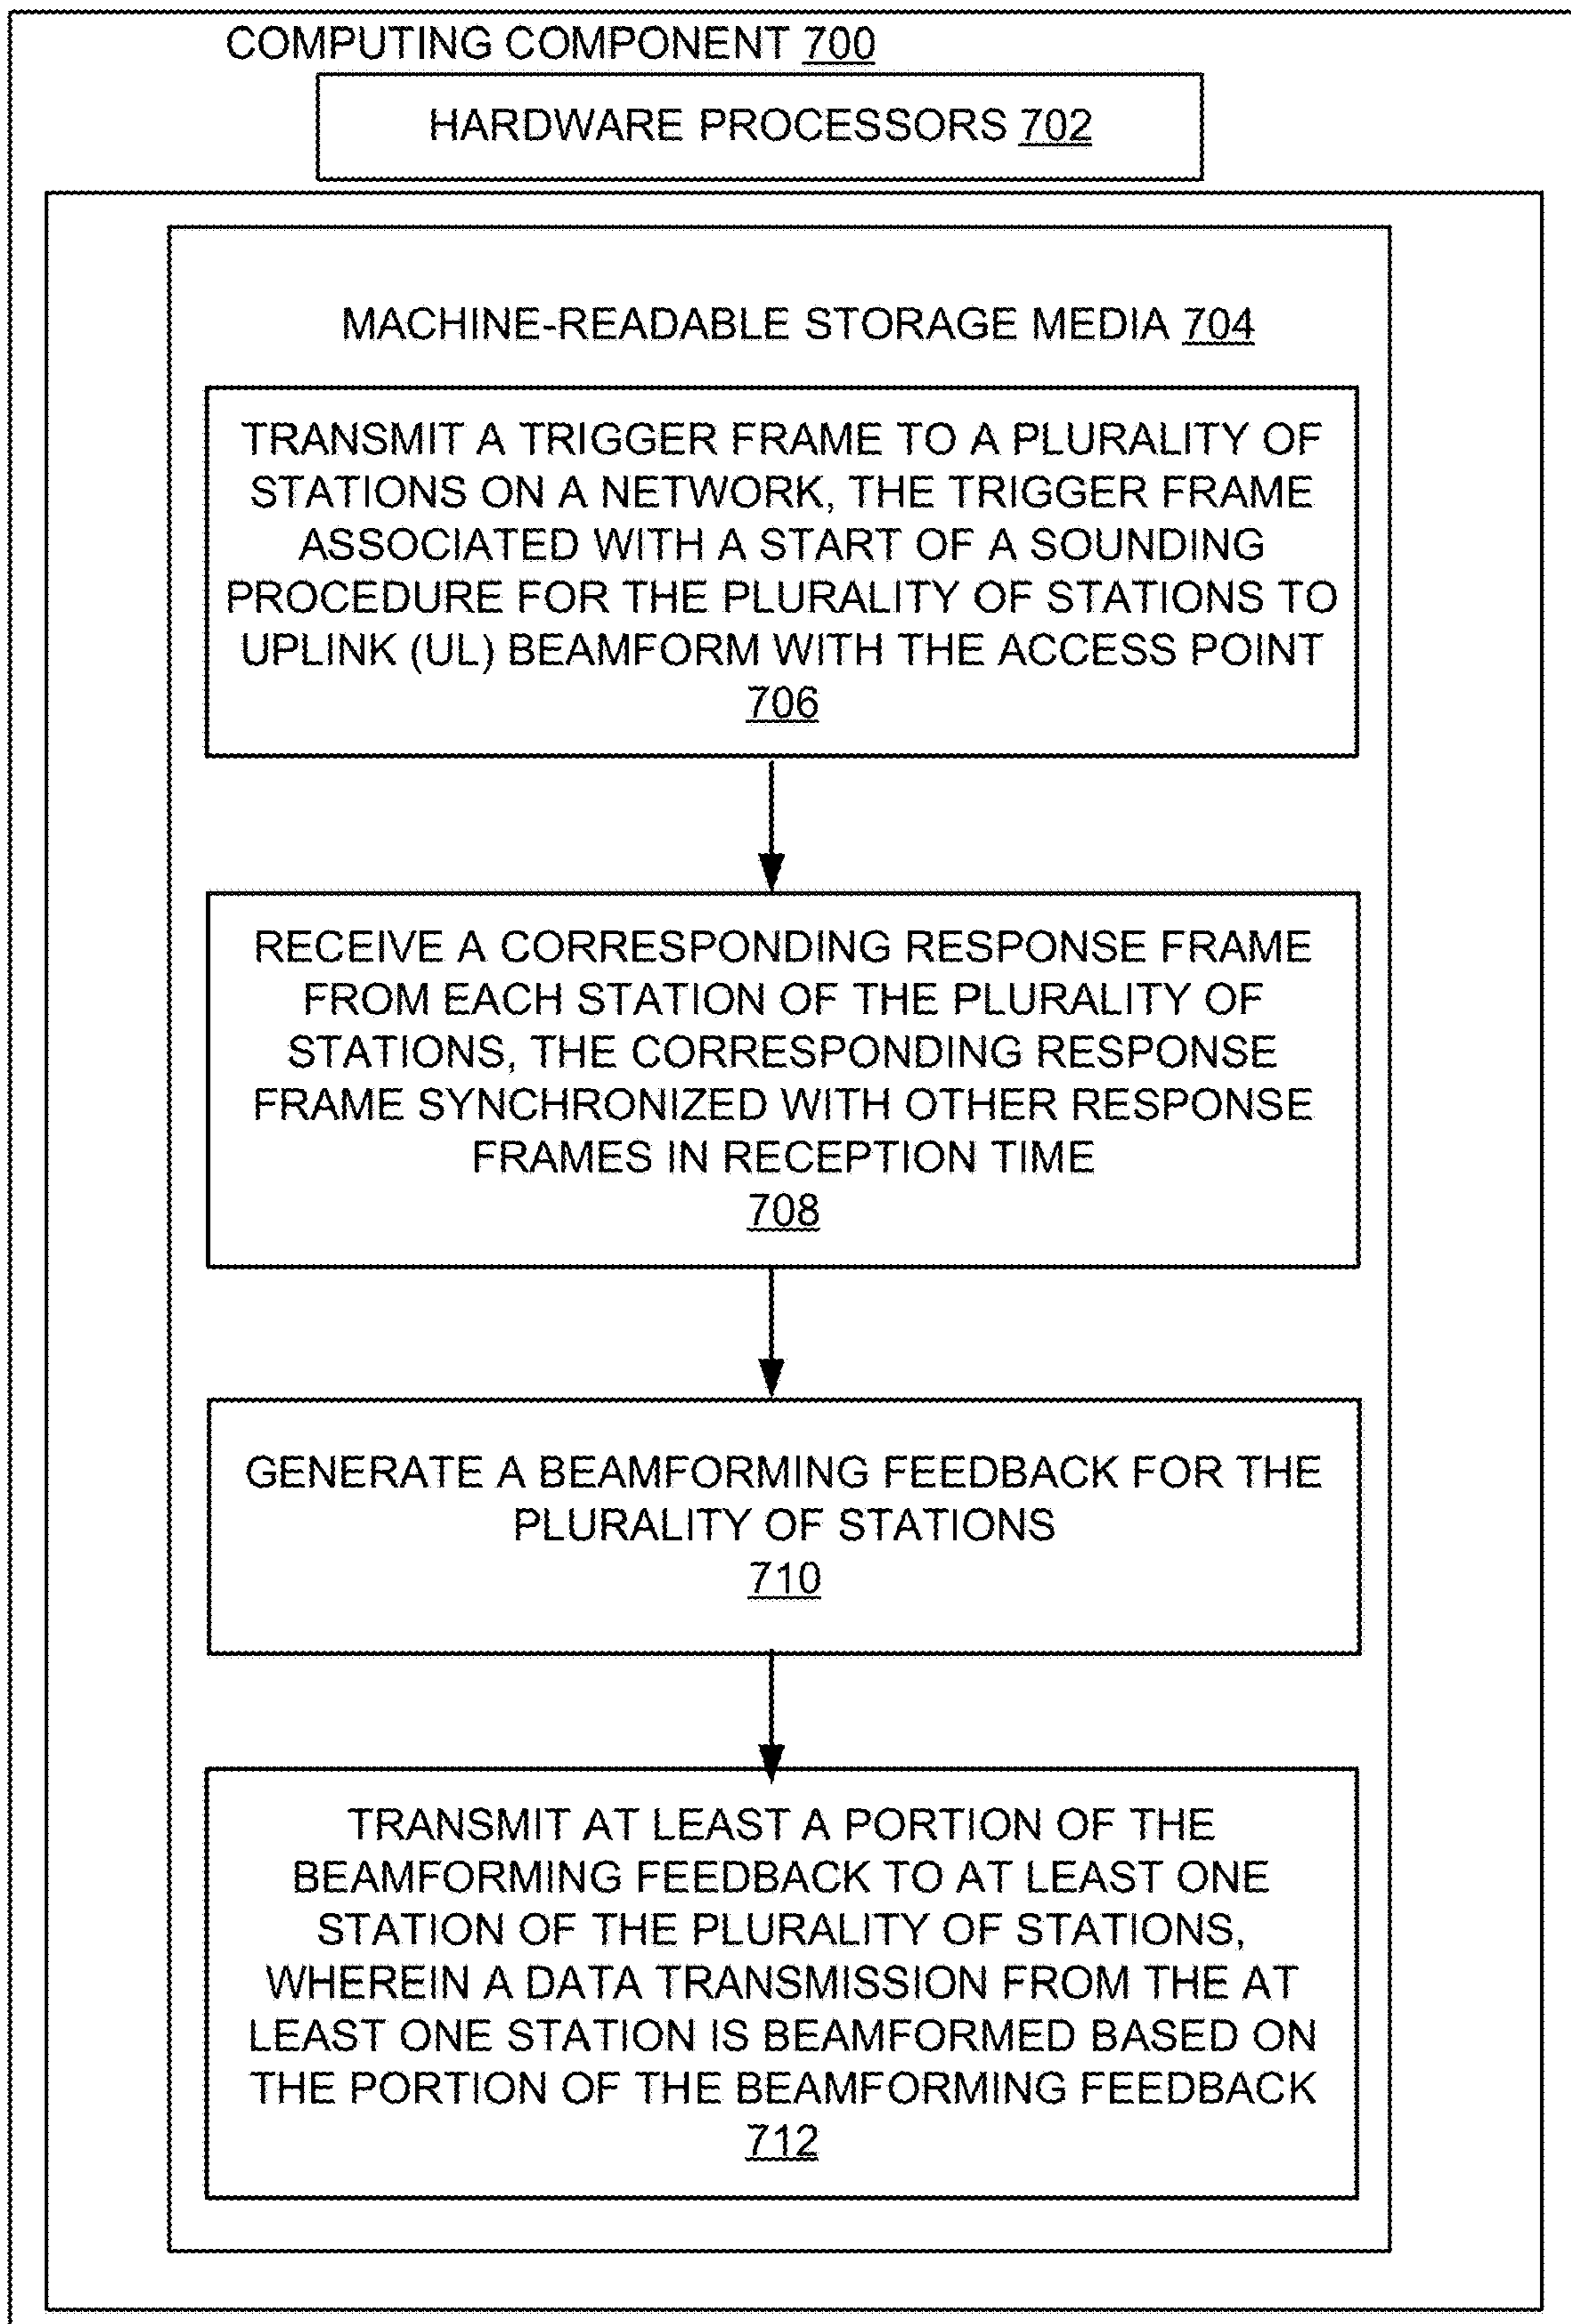 COMPUTING COMPONENT 700
HARDWARE PROCESSORS 702
MACHINE-READABLE STORAGE MEDIA 704
TRANSMIT A TRIGGER FRAME TO A PLURALITY OF
STATIONS ON A NETWORK, THE TRIGGER FRAME
ASSOCIATED WITH A START OF A SOUNDING
PROCEDURE FOR THE PLURALITY OF STATIONS TO
UPLINK (UL) BEAMFORM WITH THE ACCESS POINT
706
RECEIVE A CORRESPONDING RESPONSE FRAME
FROM EACH STATION OF THE PLURALITY OF
STATIONS, THE CORRESPONDING RESPONSE
FRAME SYNCHRONIZED WITH OTHER RESPONSE
FRAMES IN RECEPTION TIME
708
GENERATE A BEAMFORMING FEEDBACK FOR THE
PLURALITY OF STATIONS
710
TRANSMIT AT LEAST A PORTION OF THE
BEAMFORMING FEEDBACK TO AT LEAST ONE
STATION OF THE PLURALITY OF STATIONS,
WHEREIN A DATA TRANSMISSION FROM THE AT
LEAST ONE STATION IS BEAMFORMED BASED ON
THE PORTION OF THE BEAMFORMING FEEDBACK
712